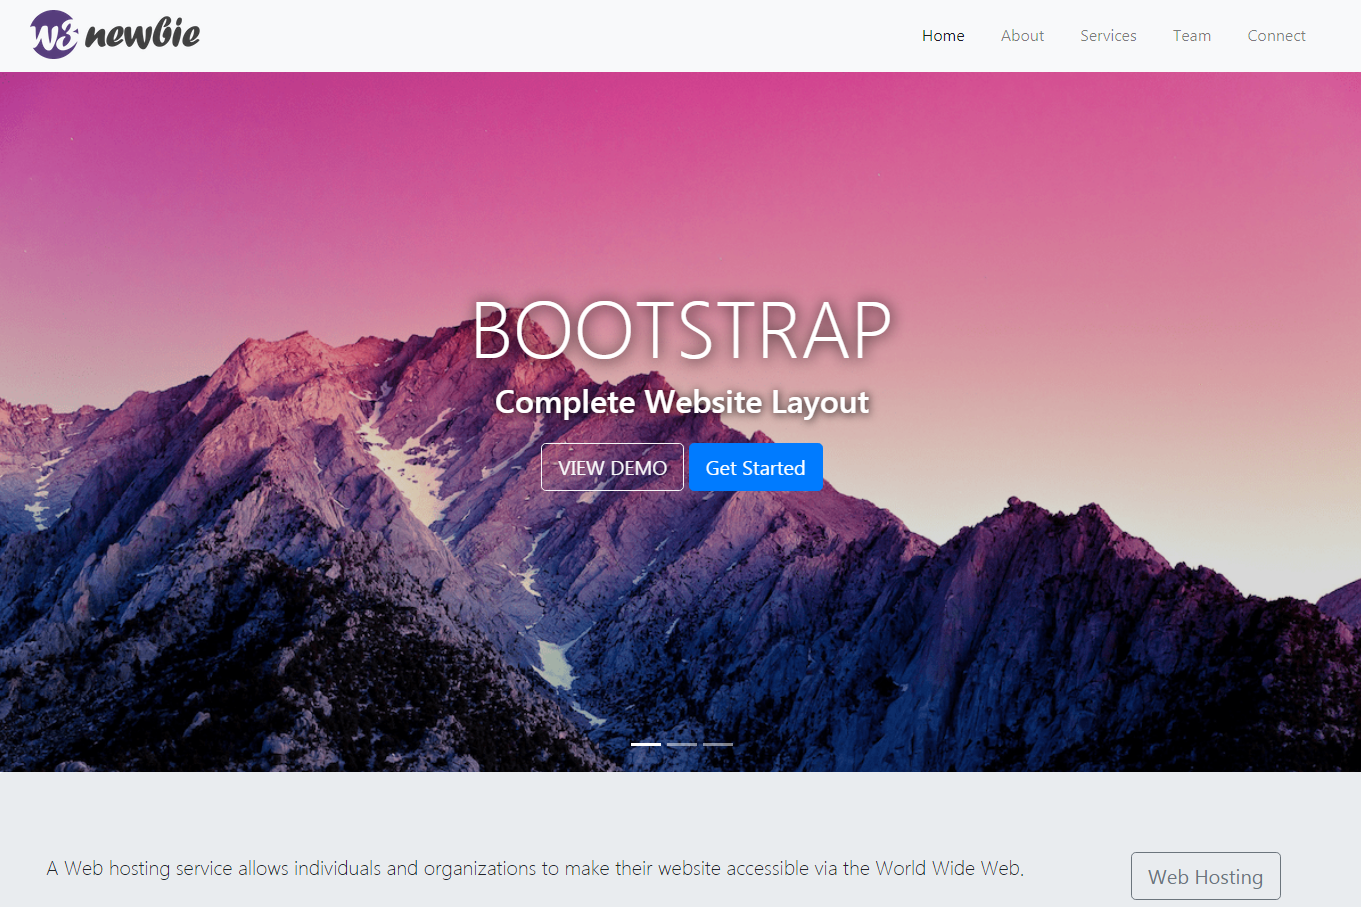 W3 newbie
Home About Services Team Connect
BOOTSTRAP
Complete Website Layout
VIEW DEMO Get Started
A Web hosting service allows individuals and organizations to make their website accessible via the World Wide Web.
Web Hosting